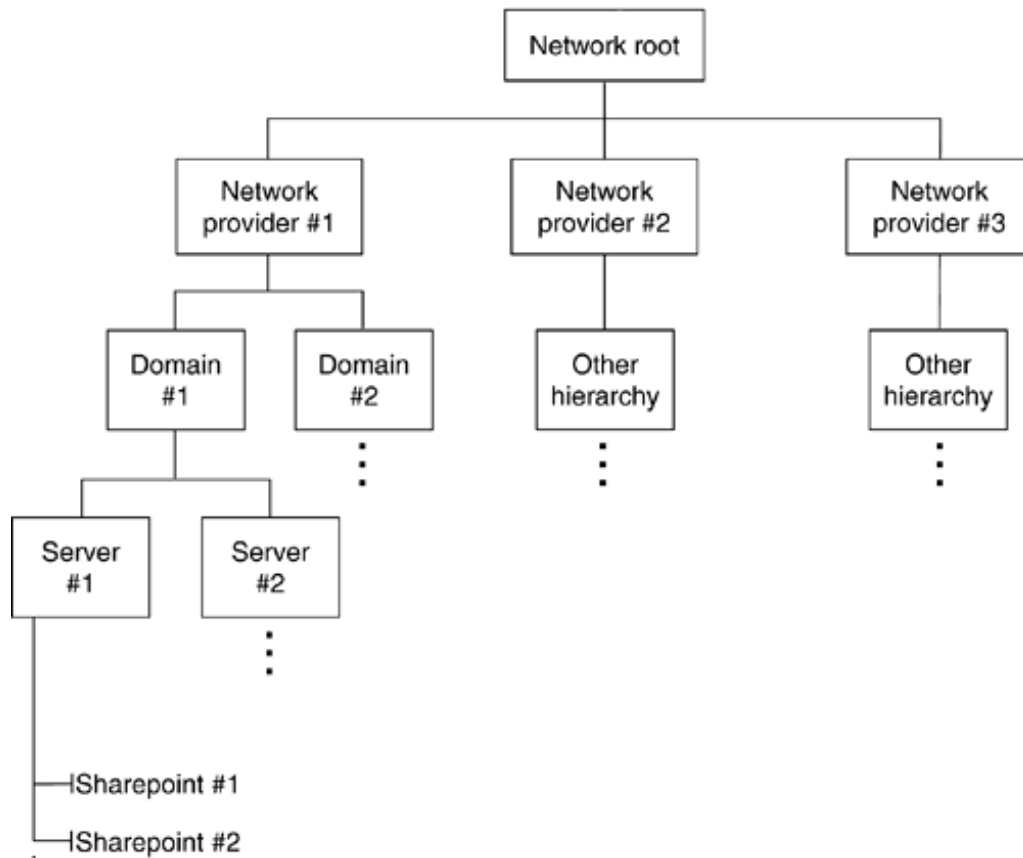 Network root
Network
provider #1
Network
provider #2
Network
provider #3
Domain
#1
Domain
#2
Other
hierarchy
Other
hierarchy
Server
#1
Server
#2
Sharepoint #1
Sharepoint #2